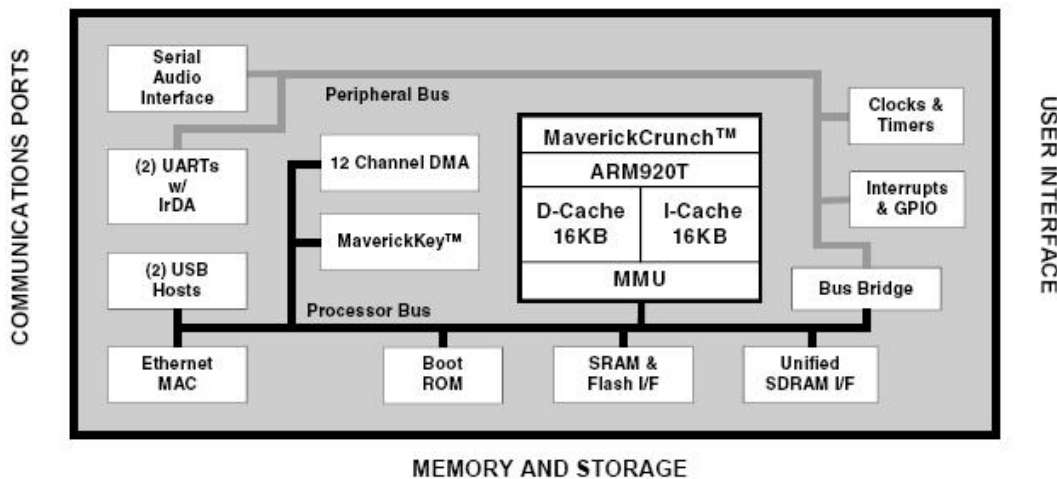 COMMUNICATIONS PORTS
Serial
Audio
Interface
Peripheral Bus
Clocks &
Timers
(2) UARTs
w/
IrDA
12 Channel DMA
MaverickCrunch™
ARM920T
D-Cache
16KB
I-Cache
16KB
MMU
Interrupts
& GPIO
MaverickKey™
(2) USB
Hosts
Bus Bridge
Processor Bus
Ethernet
MAC
Boot
ROM
SRAM &
Flash I/F
Unified
SDRAM I/F
USER INTERFACE
MEMORY AND STORAGE